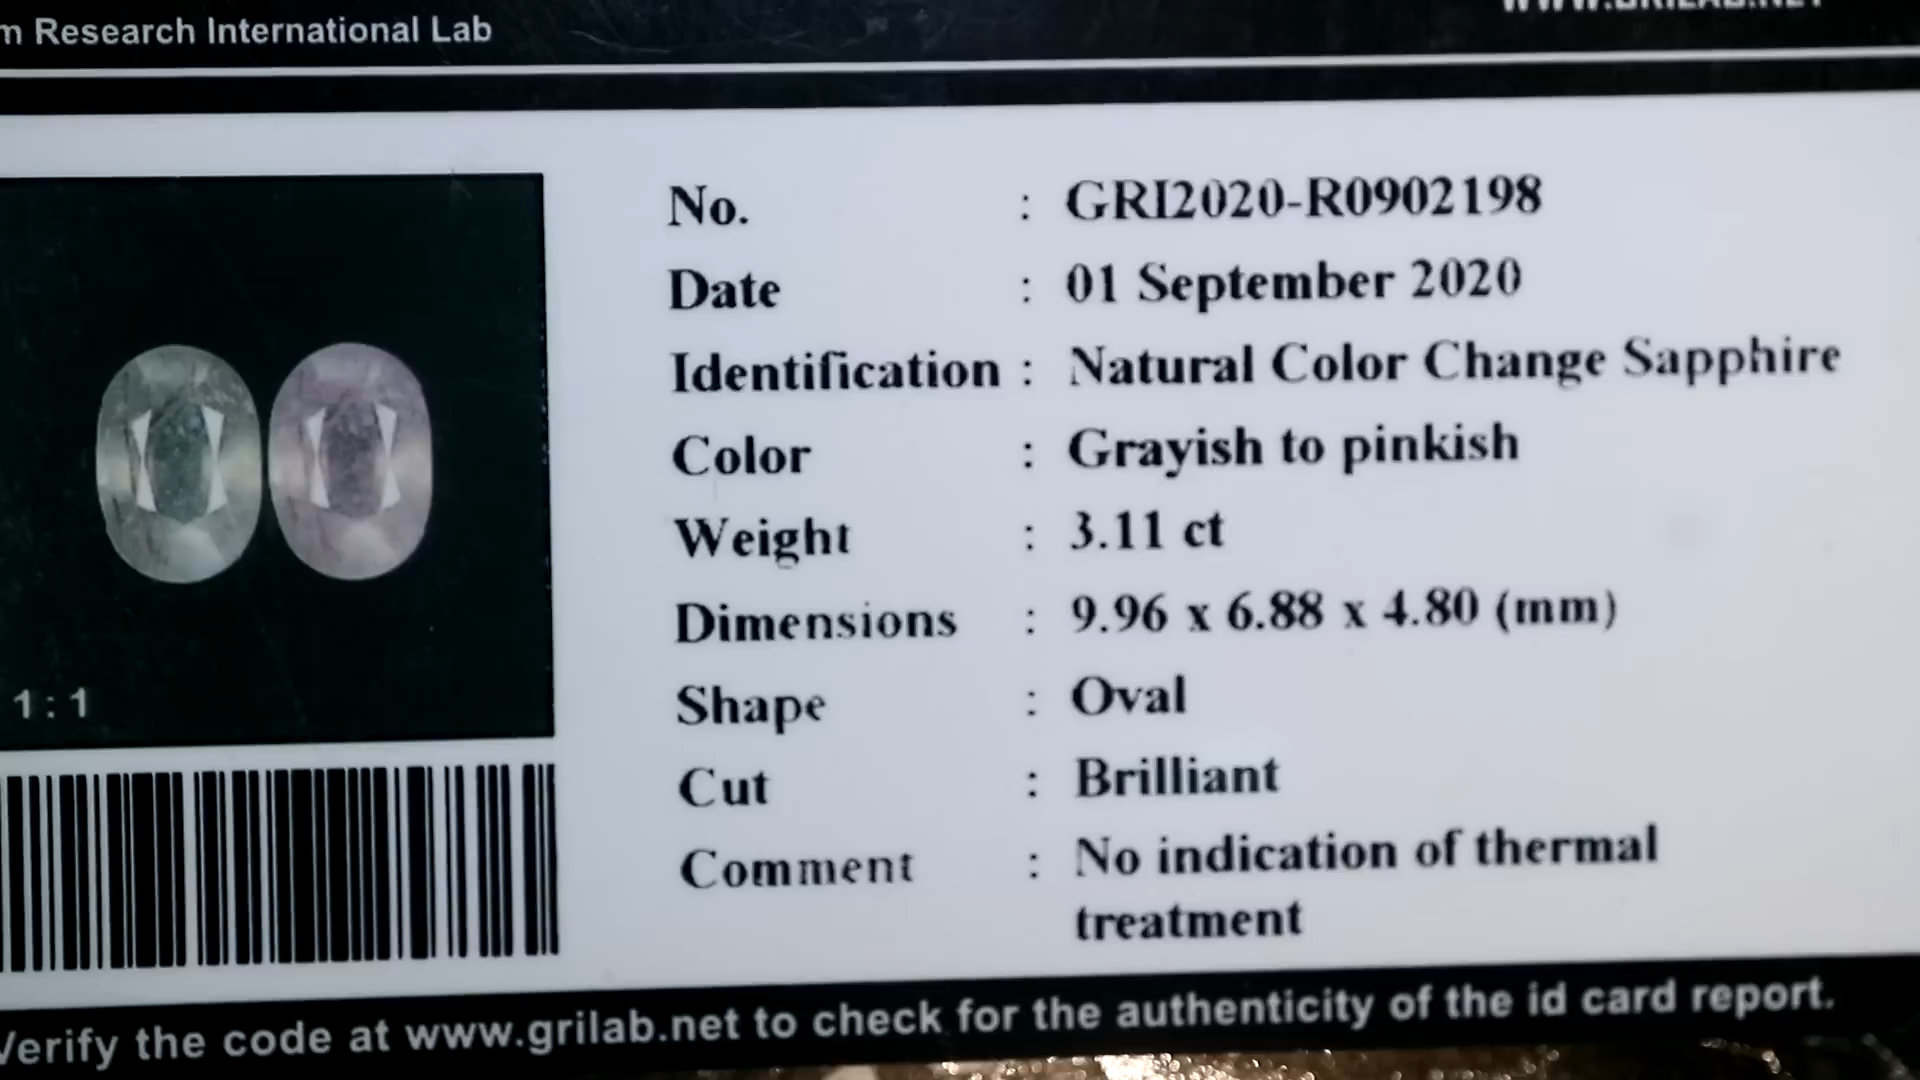 m Research International Lab
WWW.GRILAB.NET
No. : GRI2020-R0902198
Date : 01 September 2020
Identification : Natural Color Change Sapphire
Color : Grayish to pinkish
Weight : 3.11 ct
Dimensions : 9.96 x 6.88 x 4.80 (mm)
Shape : Oval
Cut : Brilliant
Comment : No indication of thermal
treatment
1 : 1
Verify the code at www.grilab.net to check for the authenticity of the id card report.